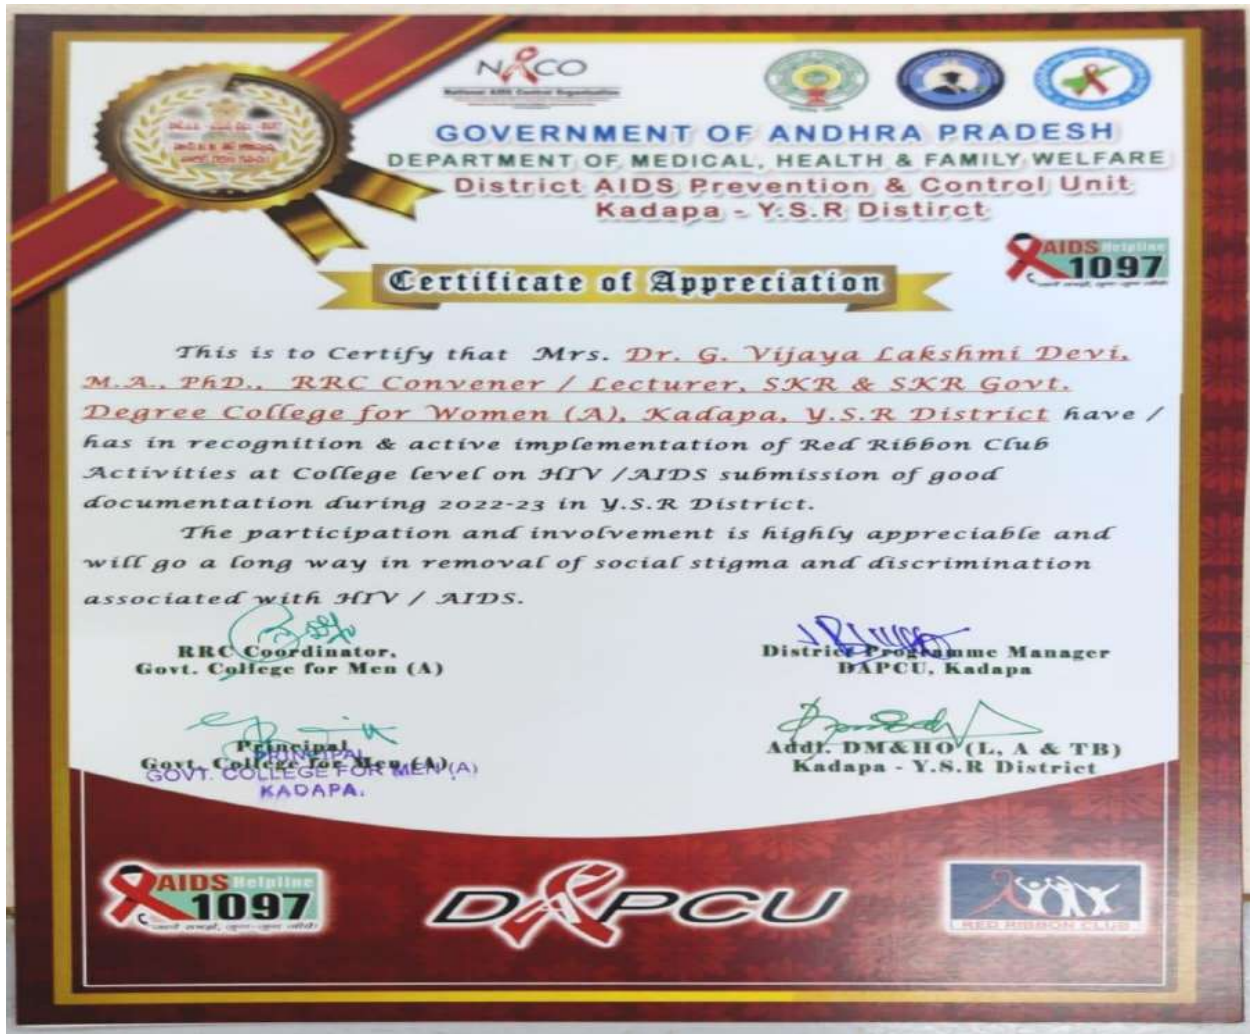 NACO
National AIDS Control Organisation
GOVERNMENT OF ANDHRA PRADESH
DEPARTMENT OF MEDICAL, HEALTH & FAMILY WELFARE
District AIDS Prevention & Control Unit
Kadapa - Y.S.R Distirct
AIDS Helpline
1097
Certificate of Appreciation
This is to Certify that Mrs. Dr. G. Vijaya Lakshmi Devi,
M.A., PhD., RRC Convener / Lecturer, SKR & SKR Govt.
Degree College for Women (A), Kadapa, Y.S.R District have /
has in recognition & active implementation of Red Ribbon Club
Activities at College level on HIV /AIDS submission of good
documentation during 2022-23 in Y.S.R District.
The participation and involvement is highly appreciable and
will go a long way in removal of social stigma and discrimination
associated with HIV / AIDS.
RRC Coordinator,
Govt. College for Men (A)
District Programme Manager
DAPCU, Kadapa
Principal
Govt. College for Men (A)
PRINCIPAL
GOVT. COLLEGE FOR MEN (A)
KADAPA.
Addl. DM&HO (L, A & TB)
Kadapa - Y.S.R District
AIDS Helpline
1097
DAPCU
RED RIBBON CLUB